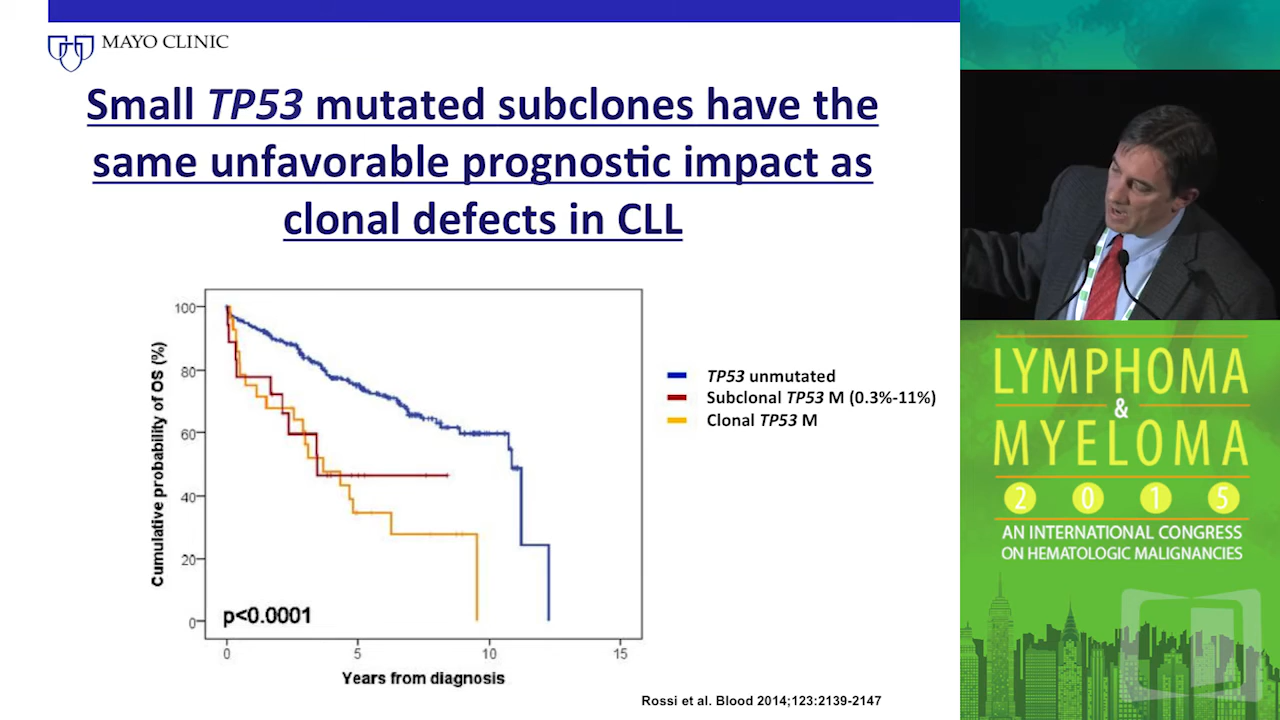 MAYO CLINIC
Small TP53 mutated subclones have the
same unfavorable prognostic impact as
clonal defects in CLL
100
80
60
40
20
0
Cumulative probability of OS (%)
p<0.0001
0
5
10
15
Years from diagnosis
TP53 unmutated
Subclonal TP53 M (0.3%-11%)
Clonal TP53 M
Rossi et al. Blood 2014;123:2139-2147
LYMPHOMA
&
MYELOMA
2 0 1 5
AN INTERNATIONAL CONGRESS
ON HEMATOLOGIC MALIGNANCIES